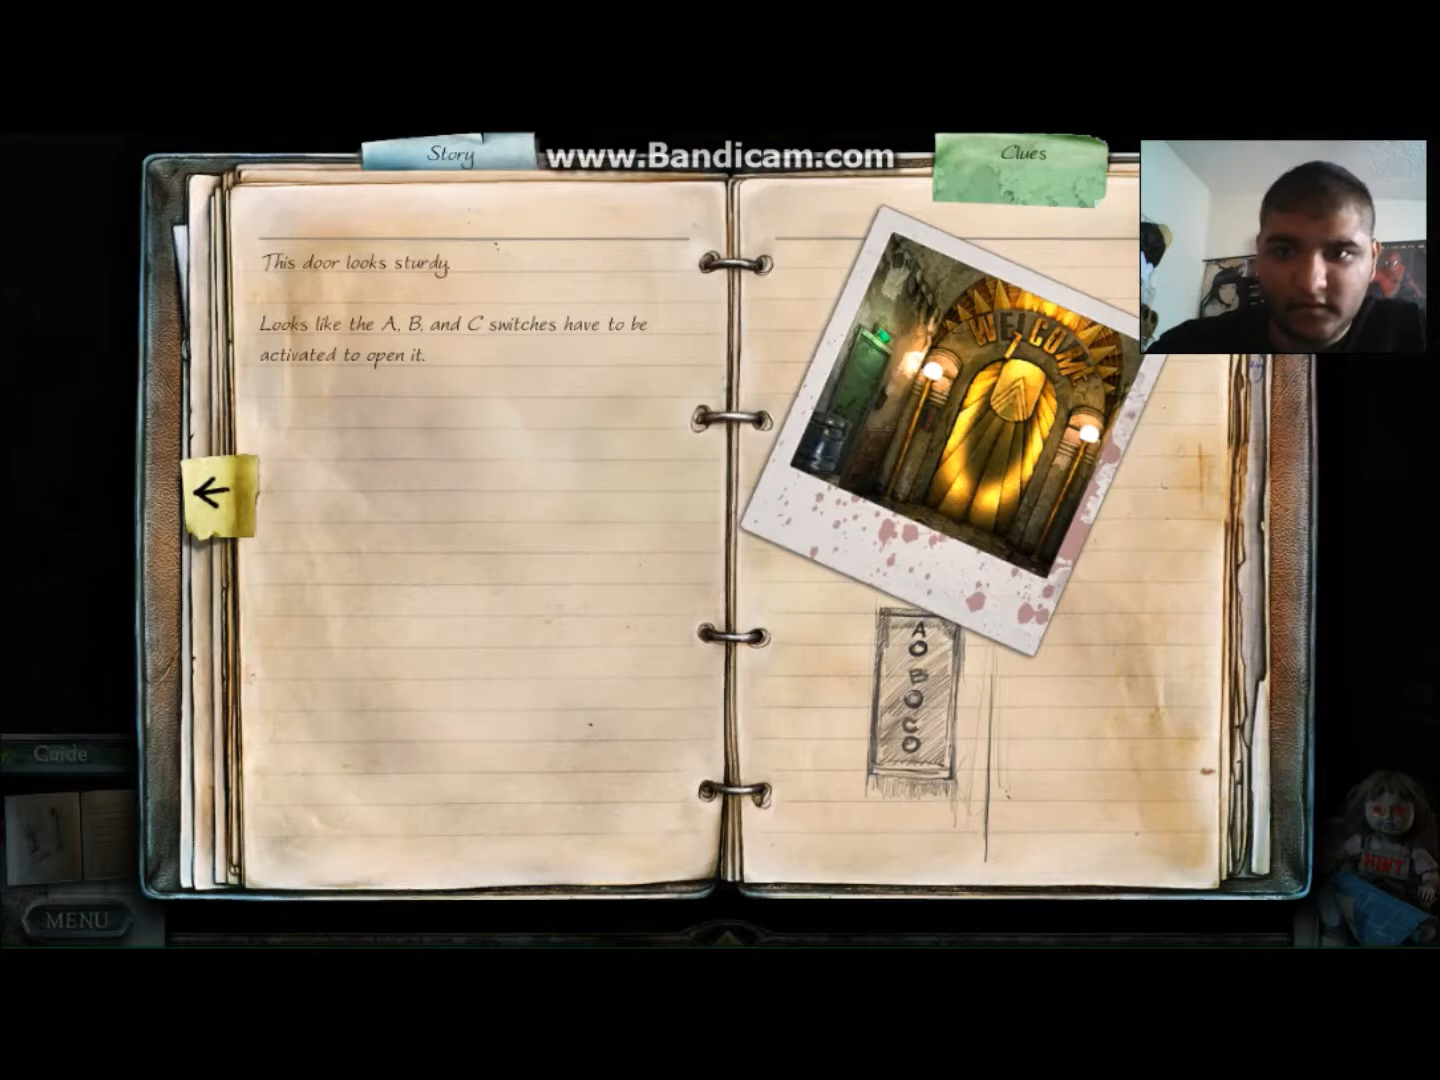 Story
www.Bandicam.com
Clues
This door looks sturdy.
Looks like the A, B, and C switches have to be
activated to open it.
WELCOME
A
B
C
Guide
MENU
HINT